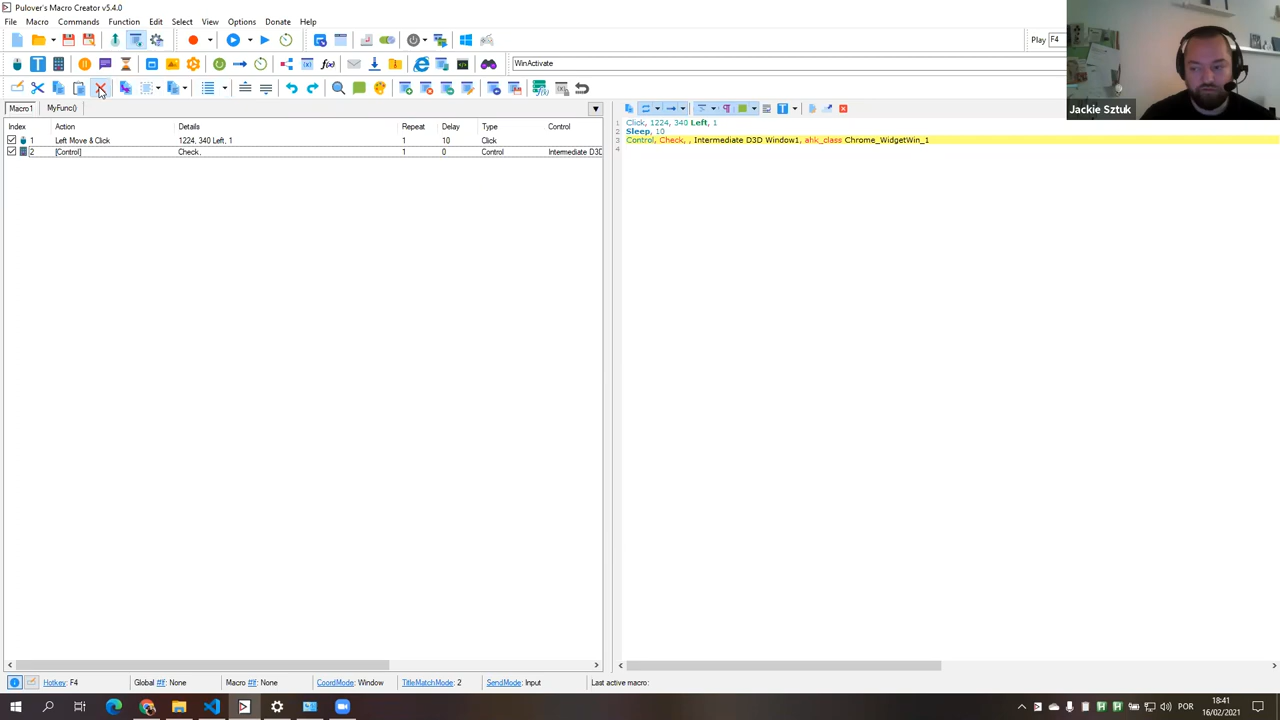 Pulover's Macro Creator v5.4.0
File Macro Commands Function Edit Select View Options Donate Help
Play F4
WinActivate
Jackie Sztuk
Macro1 MyFunc()
Index Action Details Repeat Delay Type Control
1 Left Move & Click 1224, 340 Left, 1 1 10 Click
2 [Control] Check, 1 0 Control Intermediate D3D
1 Click, 1224, 340 Left, 1
2 Sleep, 10
3 Control, Check, , Intermediate D3D Window1, ahk_class Chrome_WidgetWin_1
4
Hotkey: F4 Global #If: None Macro #If: None CoordMode: Window TitleMatchMode: 2 SendMode: Input Last active macro:
POR
18:41
16/02/2021